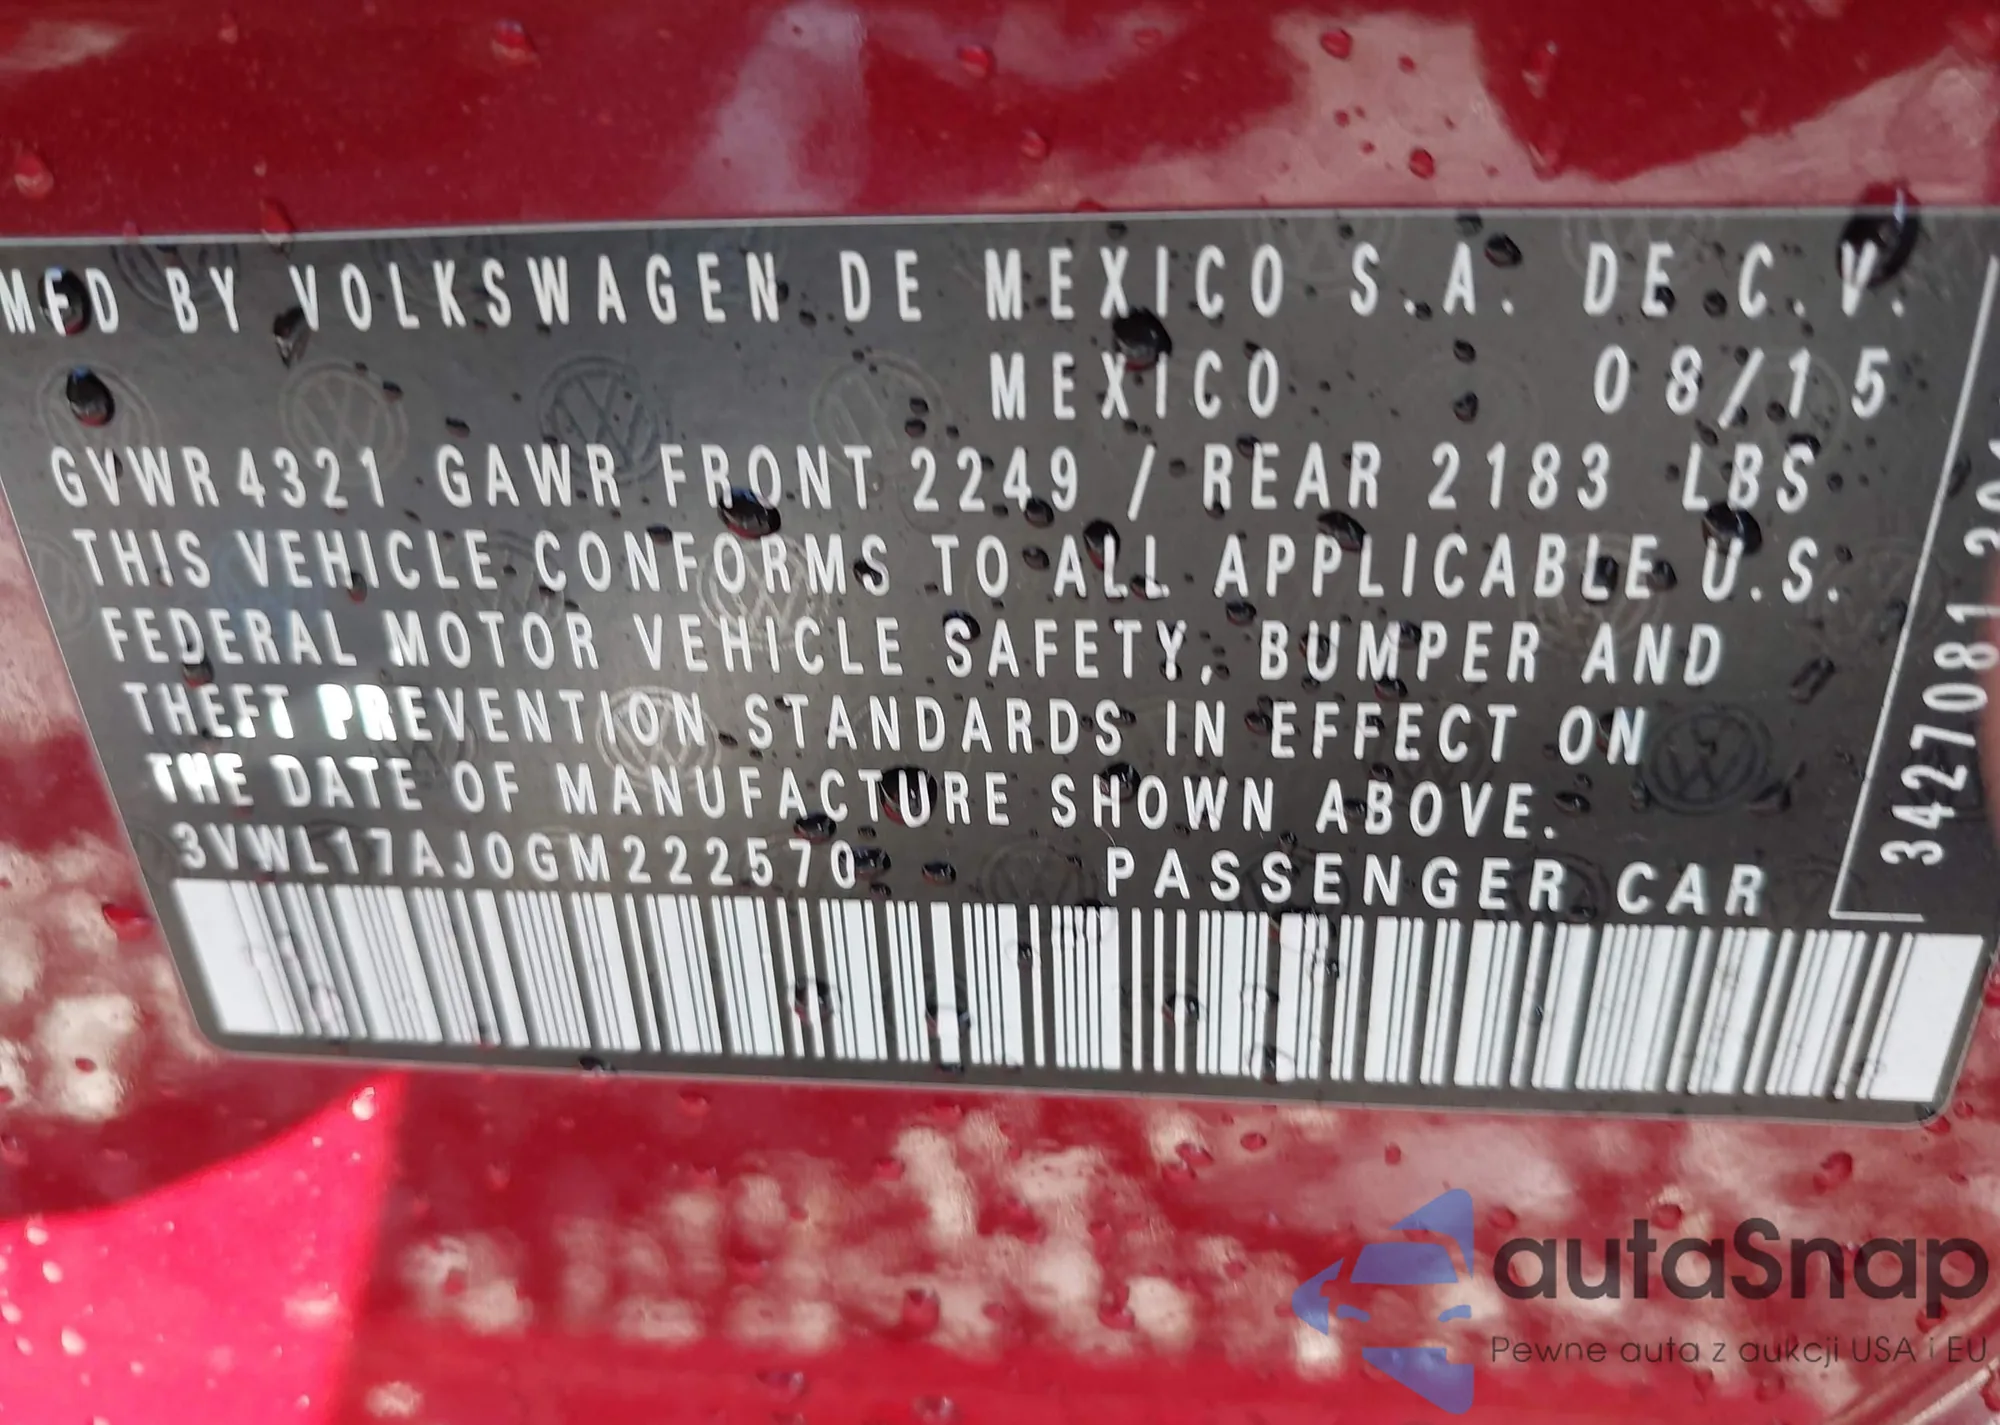 MFD BY VOLKSWAGEN DE MEXICO S.A. DE C.V.
MEXICO 08/15
GVWR 4321 GAWR FRONT 2249 / REAR 2183 LBS
THIS VEHICLE CONFORMS TO ALL APPLICABLE U.S.
FEDERAL MOTOR VEHICLE SAFETY, BUMPER AND
THEFT PREVENTION STANDARDS IN EFFECT ON
THE DATE OF MANUFACTURE SHOWN ABOVE.
3VWL17AJ0GM222570 PASSENGER CAR
3427081
autaSnap
Pewne auta z aukcji USA i EU